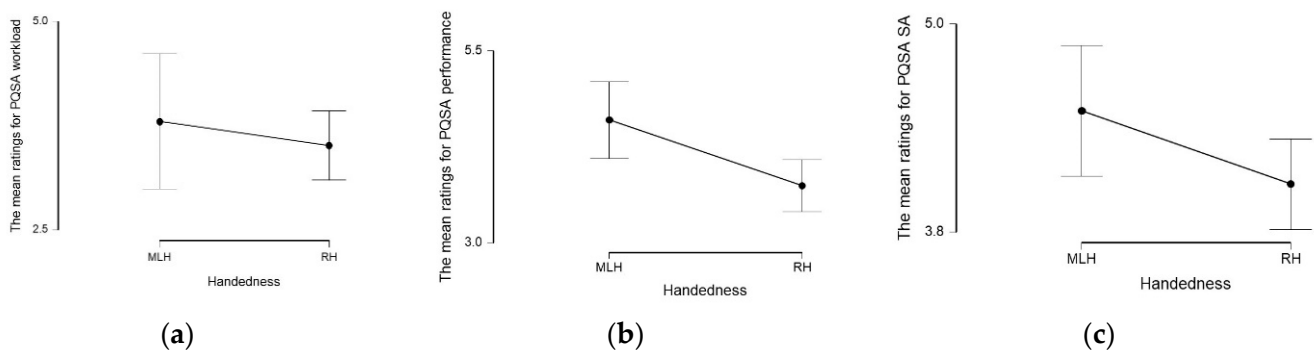 The mean ratings for PQSA workload
5.0
2.5
MLH
RH
Handedness
(a)
The mean ratings for PQSA performance
5.5
3.0
MLH
RH
Handedness
(b)
The mean ratings for PQSA SA
5.0
3.8
MLH
RH
Handedness
(c)